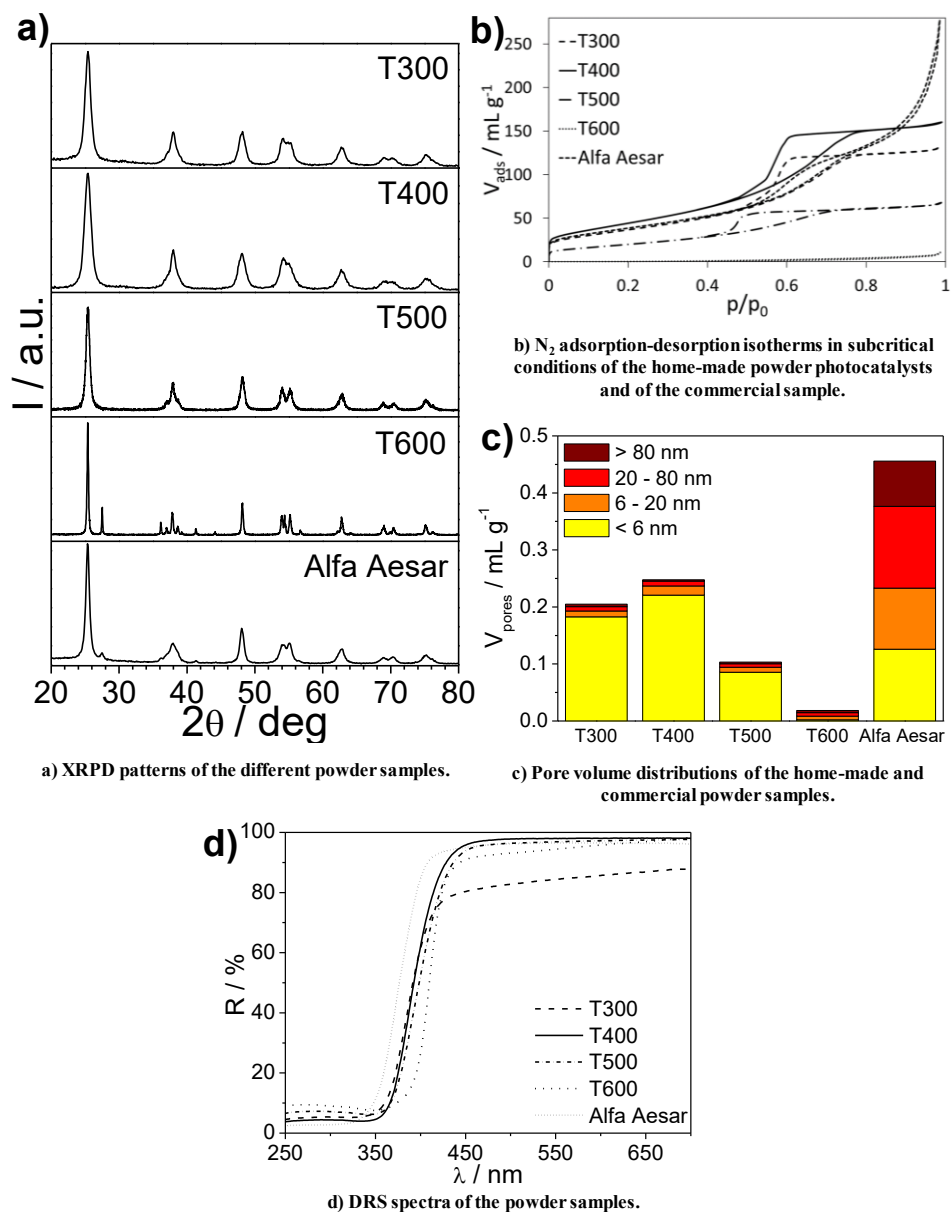 a)
T300
T400
T500
T600
Alfa Aesar
I / a.u.
20 30 40 50 60 70 80
2θ / deg
a) XRPD patterns of the different powder samples.
b)
T300
T400
T500
T600
Alfa Aesar
V_ads / mL g⁻¹
250
200
150
100
50
0
0 0.2 0.4 0.6 0.8 1
p/p₀
b) N₂ adsorption-desorption isotherms in subcritical
conditions of the home-made powder photocatalysts
and of the commercial sample.
c)
> 80 nm
20 - 80 nm
6 - 20 nm
< 6 nm
V_pores / mL g⁻¹
0.5
0.4
0.3
0.2
0.1
0.0
T300 T400 T500 T600 Alfa Aesar
c) Pore volume distributions of the home-made and
commercial powder samples.
d)
T300
T400
T500
T600
Alfa Aesar
R / %
100
80
60
40
20
0
250 350 450 550 650
λ / nm
d) DRS spectra of the powder samples.